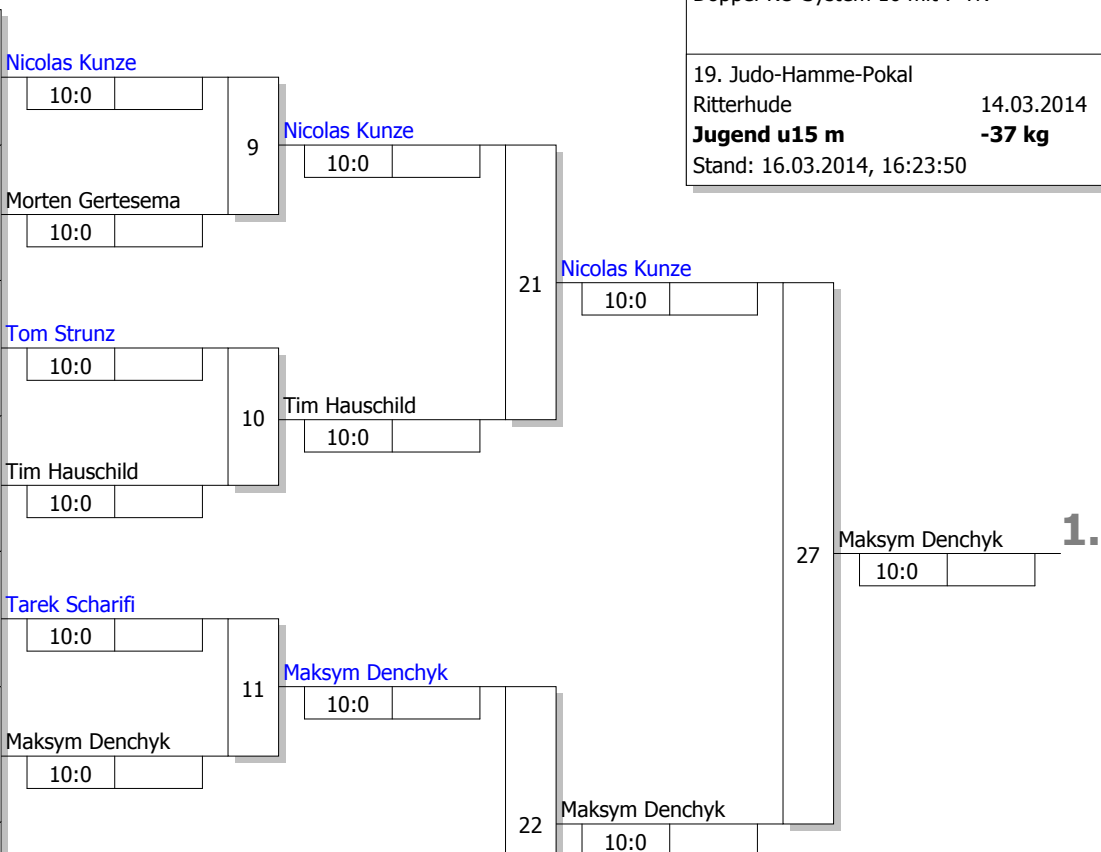 19. Judo-Hamme-Pokal
Ritterhude 14.03.2014
Jugend u15 m -37 kg
Stand: 16.03.2014, 16:23:50
Nicolas Kunze
10:0
9
Nicolas Kunze
10:0
Morten Gertesema
10:0
21
Nicolas Kunze
10:0
Tom Strunz
10:0
10
Tim Hauschild
10:0
Tim Hauschild
10:0
27
Maksym Denchyk 1.
10:0
Tarek Scharifi
10:0
11
Maksym Denchyk
10:0
Maksym Denchyk
10:0
22
Maksym Denchyk
10:0